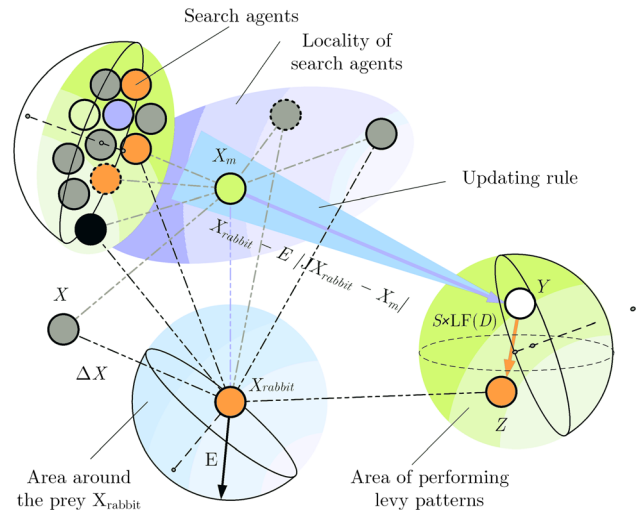 Search agents
Locality of
search agents
X_m
Updating rule
X_rabbit − E |JX_rabbit − X_m|
X
Y
S×LF(D)
ΔX
X_rabbit
Z
E
Area around
the prey X_rabbit
Area of performing
levy patterns